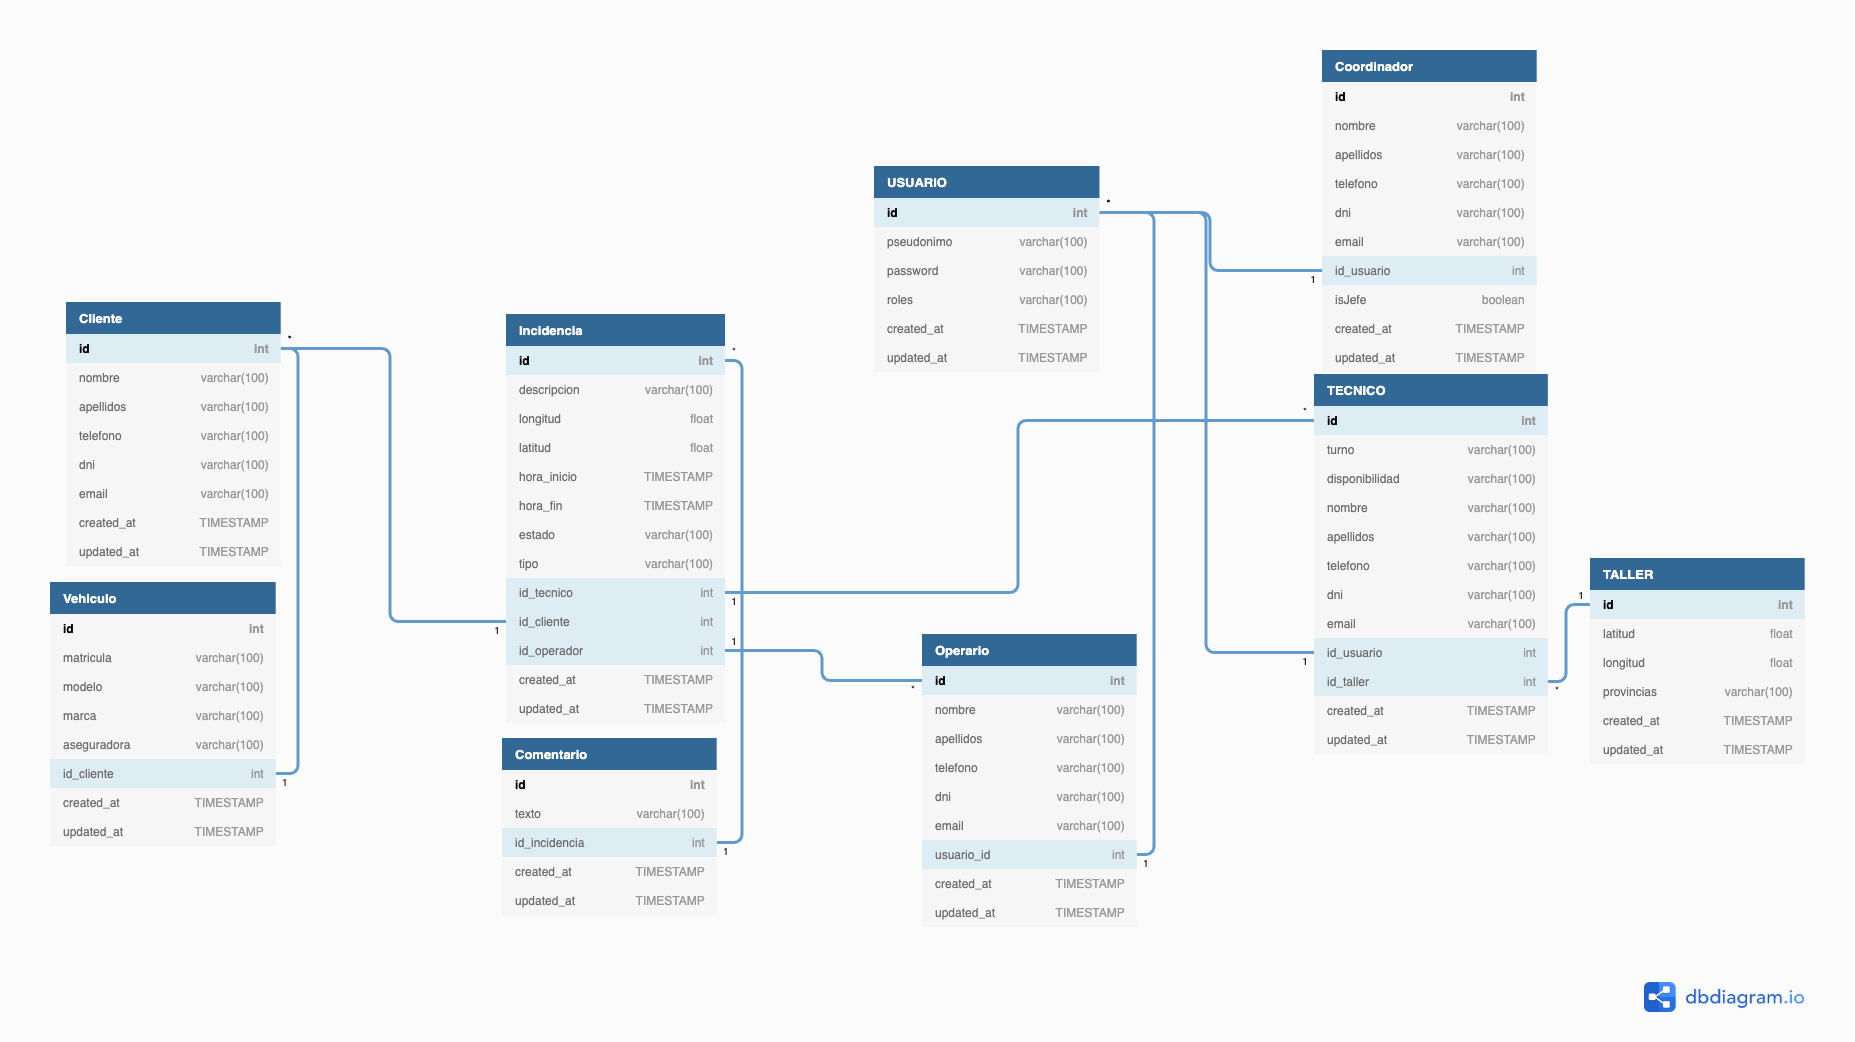 Coordinador
id int
nombre varchar(100)
apellidos varchar(100)
telefono varchar(100)
dni varchar(100)
email varchar(100)
id_usuario int
isJefe boolean
created_at TIMESTAMP
updated_at TIMESTAMP
1
USUARIO
id int
pseudonimo varchar(100)
password varchar(100)
roles varchar(100)
created_at TIMESTAMP
updated_at TIMESTAMP
*
Cliente
id int
nombre varchar(100)
apellidos varchar(100)
telefono varchar(100)
dni varchar(100)
email varchar(100)
created_at TIMESTAMP
updated_at TIMESTAMP
*
Vehiculo
id int
matricula varchar(100)
modelo varchar(100)
marca varchar(100)
aseguradora varchar(100)
id_cliente int
created_at TIMESTAMP
updated_at TIMESTAMP
1
Incidencia
id int
descripcion varchar(100)
longitud float
latitud float
hora_inicio TIMESTAMP
hora_fin TIMESTAMP
estado varchar(100)
tipo varchar(100)
id_tecnico int
id_cliente int
id_operador int
created_at TIMESTAMP
updated_at TIMESTAMP
*
1
1
1
Comentario
id int
texto varchar(100)
id_incidencia int
created_at TIMESTAMP
updated_at TIMESTAMP
1
Operario
id int
nombre varchar(100)
apellidos varchar(100)
telefono varchar(100)
dni varchar(100)
email varchar(100)
usuario_id int
created_at TIMESTAMP
updated_at TIMESTAMP
*
1
TECNICO
id int
turno varchar(100)
disponibilidad varchar(100)
nombre varchar(100)
apellidos varchar(100)
telefono varchar(100)
dni varchar(100)
email varchar(100)
id_usuario int
id_taller int
created_at TIMESTAMP
updated_at TIMESTAMP
*
1
*
TALLER
id int
latitud float
longitud float
provincias varchar(100)
created_at TIMESTAMP
updated_at TIMESTAMP
1
dbdiagram.io